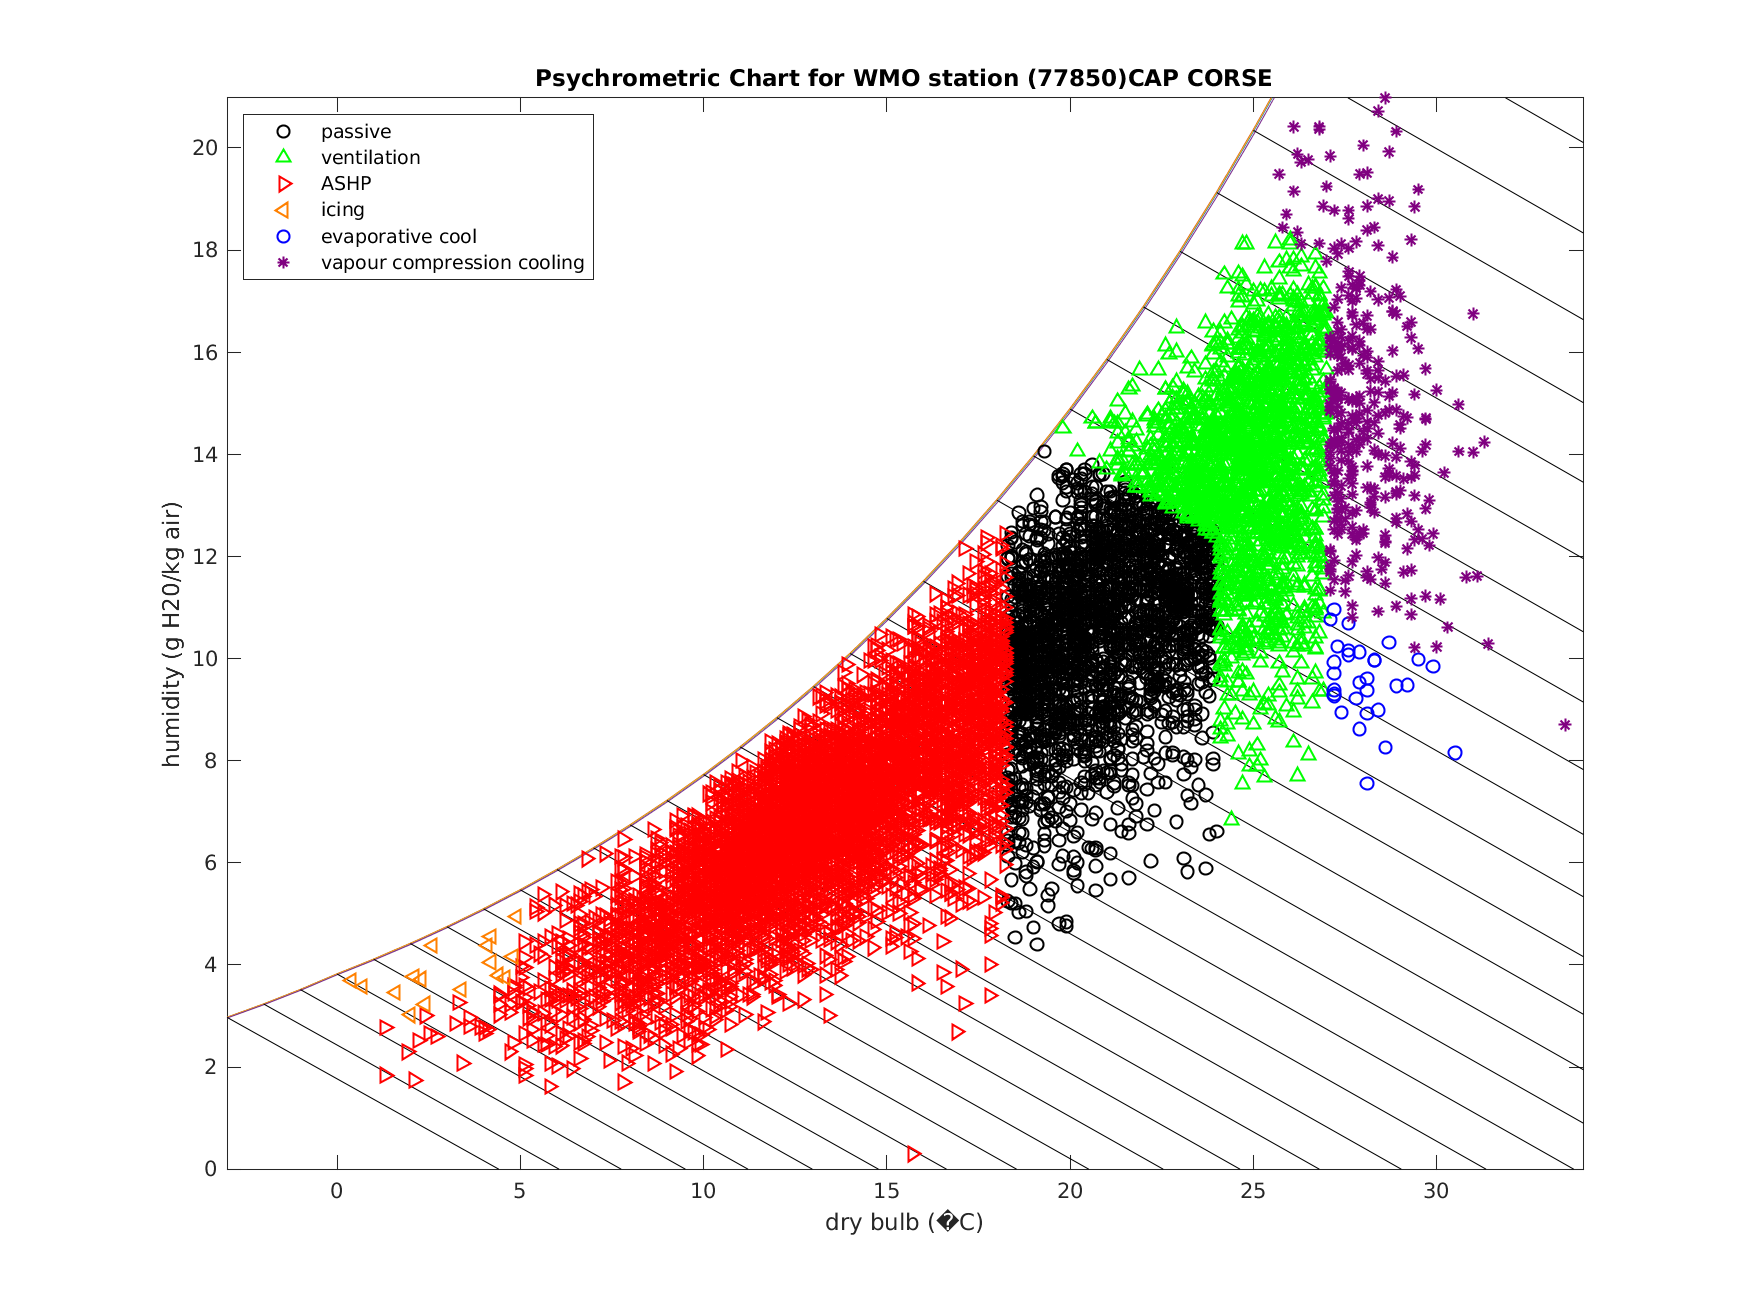 Psychrometric Chart for WMO station (77850)CAP CORSE
passive
ventilation
ASHP
icing
evaporative cool
vapour compression cooling
humidity (g H20/kg air)
20
18
16
14
12
10
8
6
4
2
0
0 5 10 15 20 25 30
dry bulb (�C)